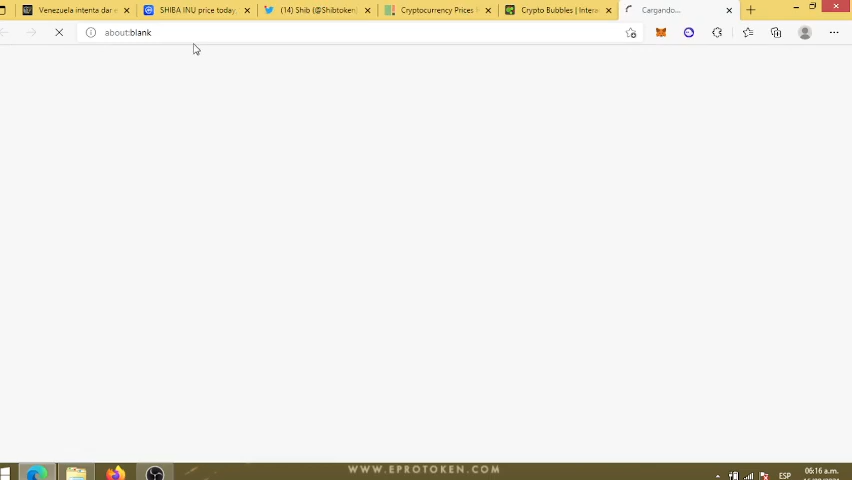 Venezuela intenta dar e
SHIBA INU price today,
(14) Shib (@Shibtoken)
Cryptocurrency Prices
Crypto Bubbles | Intera
Cargando...
about:blank
WWW.EPROTOKEN.COM
ESP
06:16 a.m.